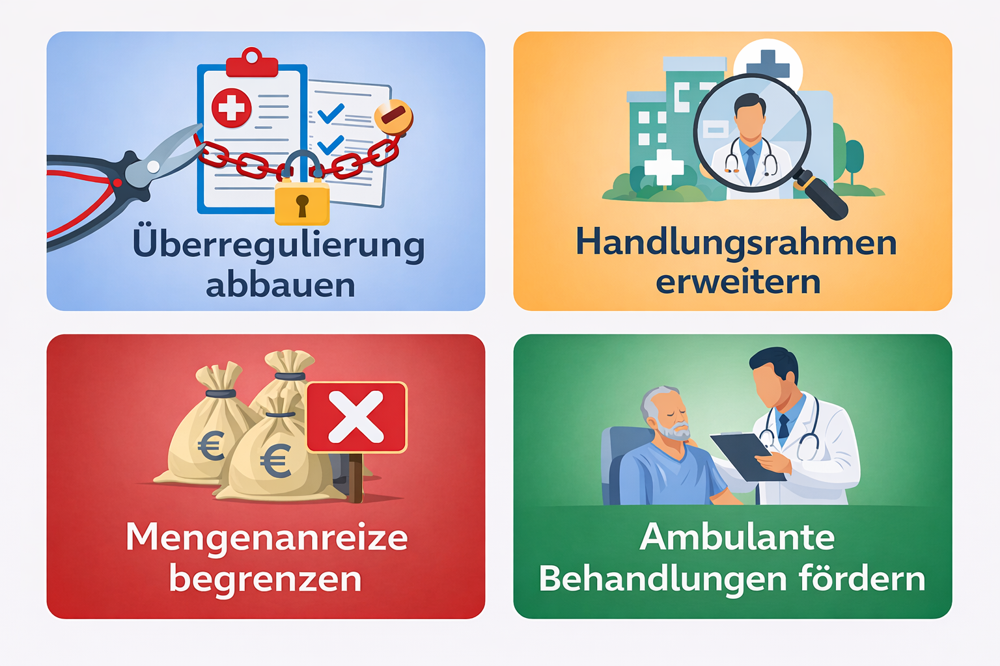 Überregulierung
abbauen
Handlungsrahmen
erweitern
€
€
Mengenanreize
begrenzen
Ambulante
Behandlungen fördern